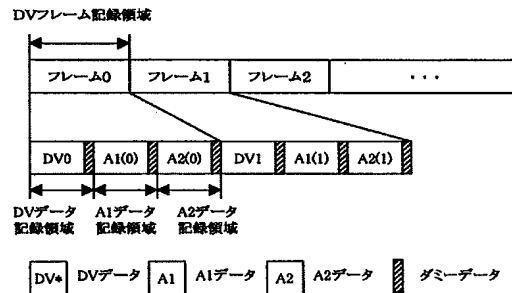 DVフレーム記録領域
フレーム0 フレーム1 フレーム2 ・・・
DV0 A1(0) A2(0) DV1 A1(1) A2(1)
DVデータ A1データ A2データ
記録領域 記録領域 記録領域
DV* DVデータ A1 A1データ A2 A2データ ダミーデータ